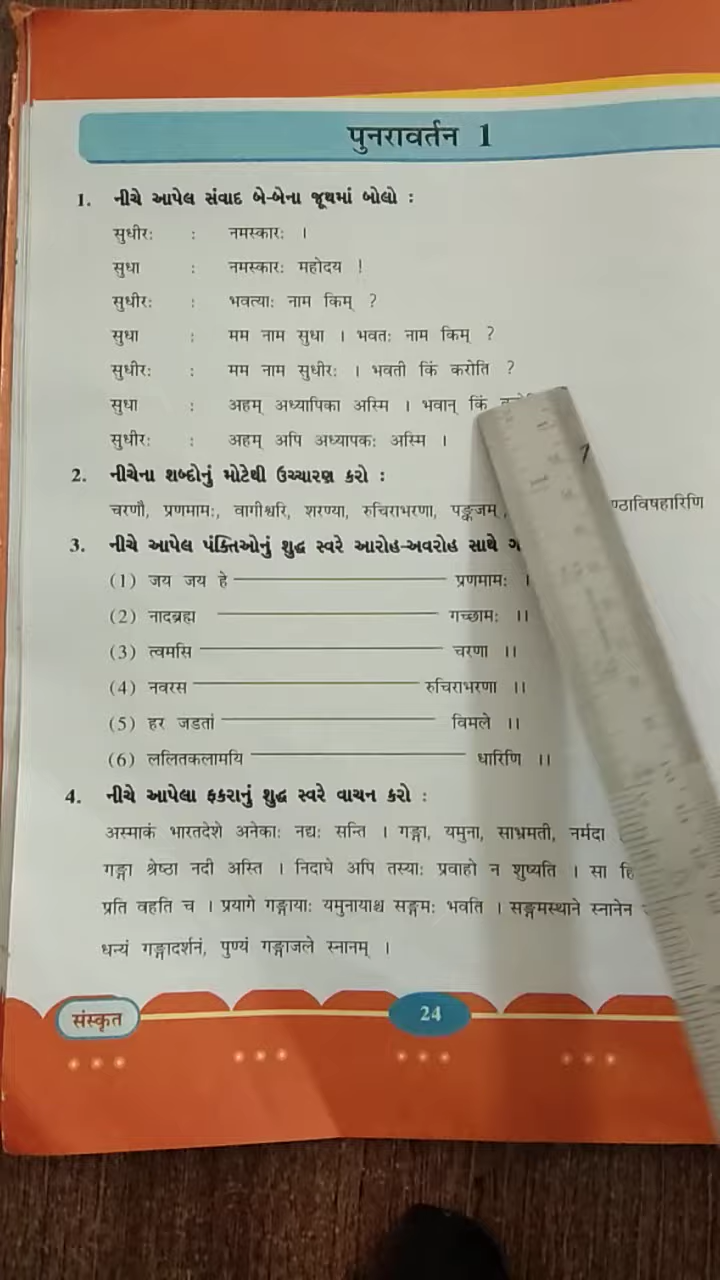 पुनरावर्तन 1
1. નીચે આપેલ સંવાદ બે-બેના જૂથમાં બોલો :
सुधीरः : नमस्कारः ।
सुधा : नमस्कारः महोदय !
सुधीरः : भवत्याः नाम किम् ?
सुधा : मम नाम सुधा । भवतः नाम किम् ?
सुधीरः : मम नाम सुधीरः । भवती किं करोति ?
सुधा : अहम् अध्यापिका अस्मि । भवान् किं
सुधीरः : अहम् अपि अध्यापकः अस्मि ।
2. નીચેના શબ્દોનું મોટેથી ઉચ્ચારણ કરો :
चरणौ, प्रणमामः, वागीश्वरि, शरण्या, रुचिराभरणा, पङ्कजम्, ण्ठाविषहारिणि
3. નીચે આપેલ પંક્તિઓનું શુદ્ધ સ્વરે આરોહ-અવરોહ સાથે
(1) जय जय हे ——— प्रणमामः ।
(2) नादब्रह्म ——— गच्छामः ।।
(3) त्वमसि ——— चरणा ।।
(4) नवरस ——— रुचिराभरणा ।।
(5) हर जडतां ——— विमले ।।
(6) ललितकलामयि ——— धारिणि ।।
4. નીચે આપેલા ફકરાનું શુદ્ધ સ્વરે વાચન કરો :
अस्माकं भारतदेशे अनेकाः नद्यः सन्ति । गङ्गा, यमुना, साभ्रमती, नर्मदा
गङ्गा श्रेष्ठा नदी अस्ति । निदाघे अपि तस्याः प्रवाहो न शुष्यति । सा हि
प्रति वहति च । प्रयागे गङ्गायाः यमुनायाश्च सङ्गमः भवति । सङ्गमस्थाने स्नानेन
धन्यं गङ्गादर्शनं, पुण्यं गङ्गाजले स्नानम् ।
संस्कृत 24